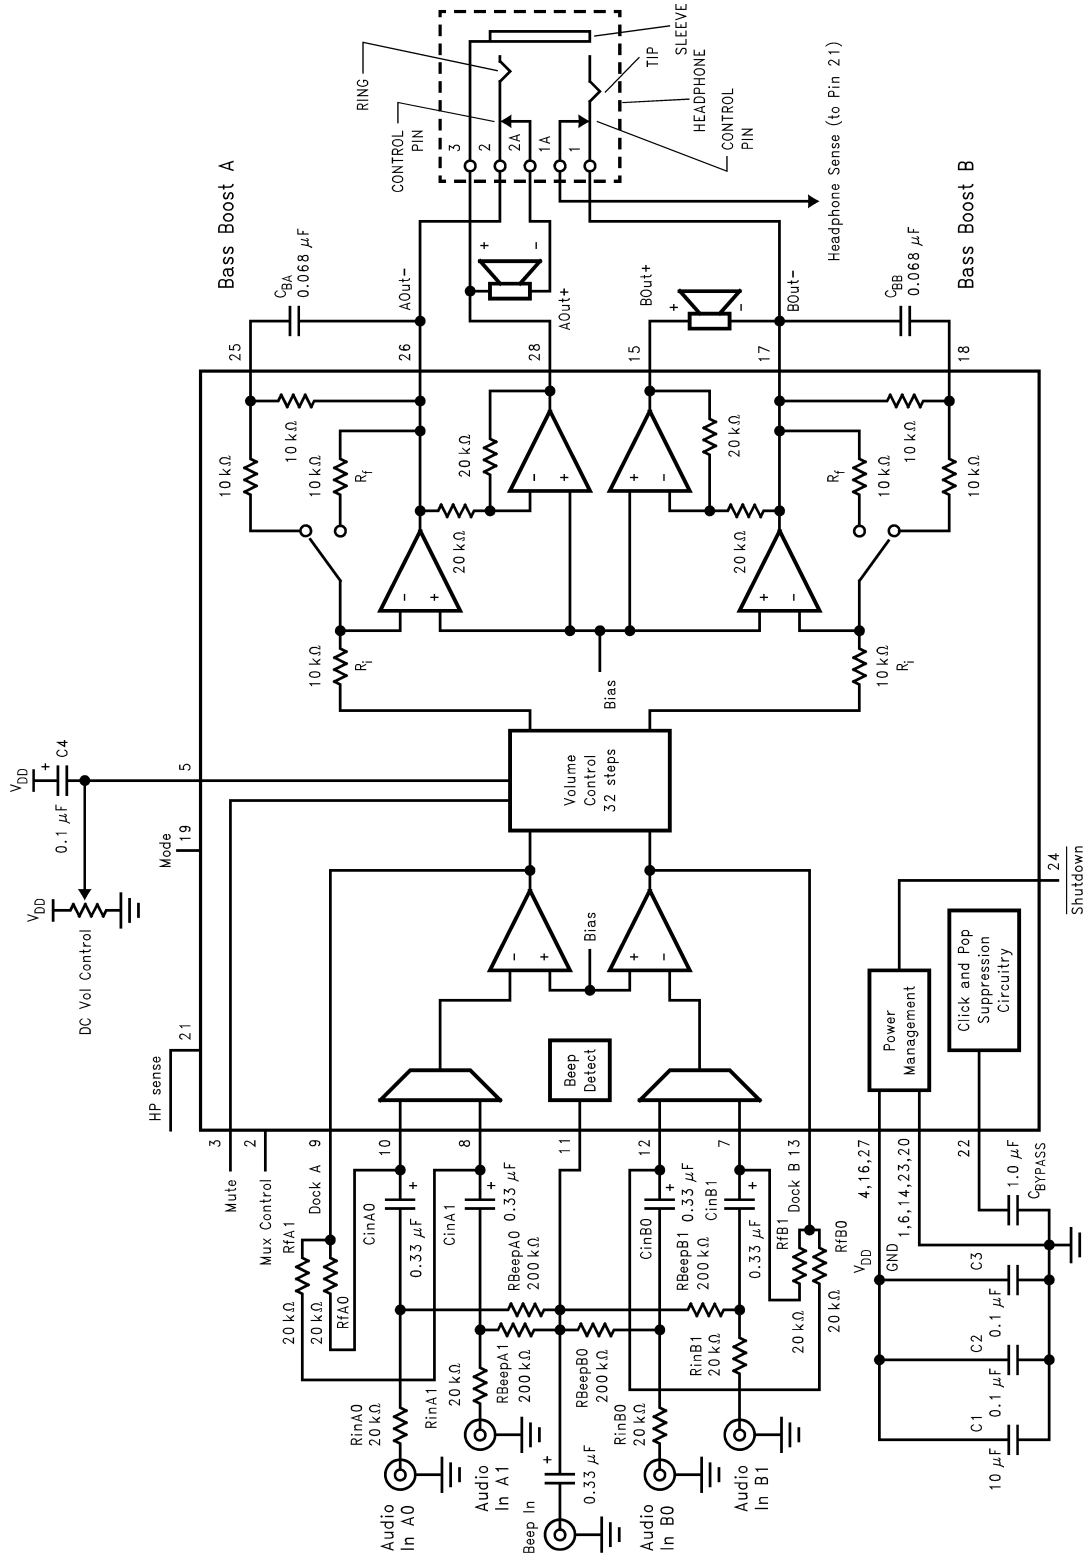 SLEEVE
TIP
HEADPHONE
CONTROL
PIN
RING
CONTROL
PIN
3
2
2A
1A
1
Headphone Sense (to Pin 21)
Bass Boost A
Bass Boost B
CBA
0.068 µF
AOut-
+
-
AOut+
BOut+
+
-
BOut-
CBB
0.068 µF
25
26
28
15
17
18
10 kΩ
10 kΩ
10 kΩ
Rf
20 kΩ
20 kΩ
20 kΩ
20 kΩ
Rf
10 kΩ
10 kΩ
10 kΩ
-
+
-
+
+
-
+
-
10 kΩ
Ri
Bias
10 kΩ
Ri
VDD
+
C4
0.1 µF
5
Mode
19
VDD
DC Vol Control
21
HP sense
Volume
Control
32 steps
Bias
-
+
+
-
24
Shutdown
Click and Pop
Suppression
Circuitry
Power
Management
Beep
Detect
3
2
9
10
8
11
12
7
13
4,16,27
1,6,14,23,20
22
Mute
Mux Control
Dock A
RfA1
20 kΩ
20 kΩ
RfA0
CinA0
+
0.33 µF
CinA1
+
0.33 µF
RBeepA0
200 kΩ
CinB0
+
0.33 µF
RBeepB1
200 kΩ
CinB1
+
0.33 µF
Dock B
RfB1
20 kΩ
RfB0
20 kΩ
VDD
GND
1.0 µF
CBYPASS
C3
0.1 µF
C2
0.1 µF
C1
10 µF
RinA0
20 kΩ
RinA1
20 kΩ
RBeepA1
200 kΩ
RBeepB0
200 kΩ
RinB0
20 kΩ
RinB1
20 kΩ
Audio
In A0
Audio
In A1
Beep In
+
0.33 µF
Audio
In B0
Audio
In B1